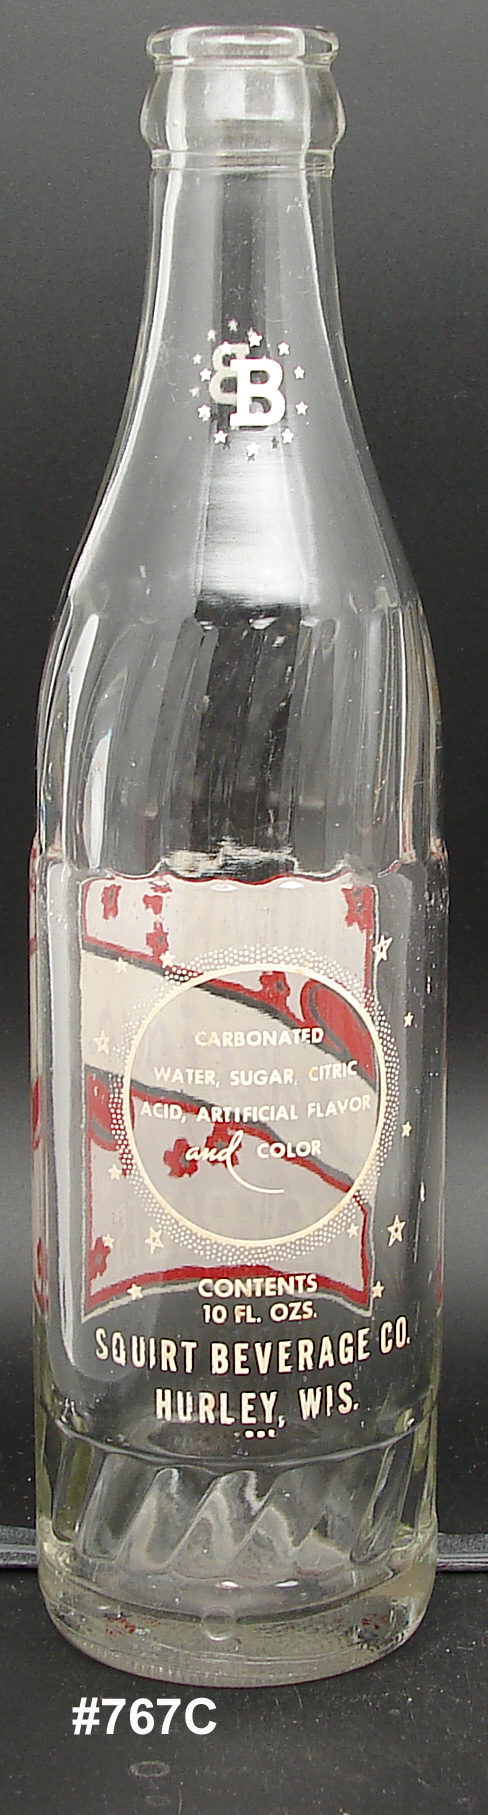 B
CARBONATED
WATER, SUGAR, CITRIC
ACID, ARTIFICIAL FLAVOR
and COLOR
CONTENTS
10 FL. OZS.
SQUIRT BEVERAGE CO.
HURLEY, WIS.
#767C